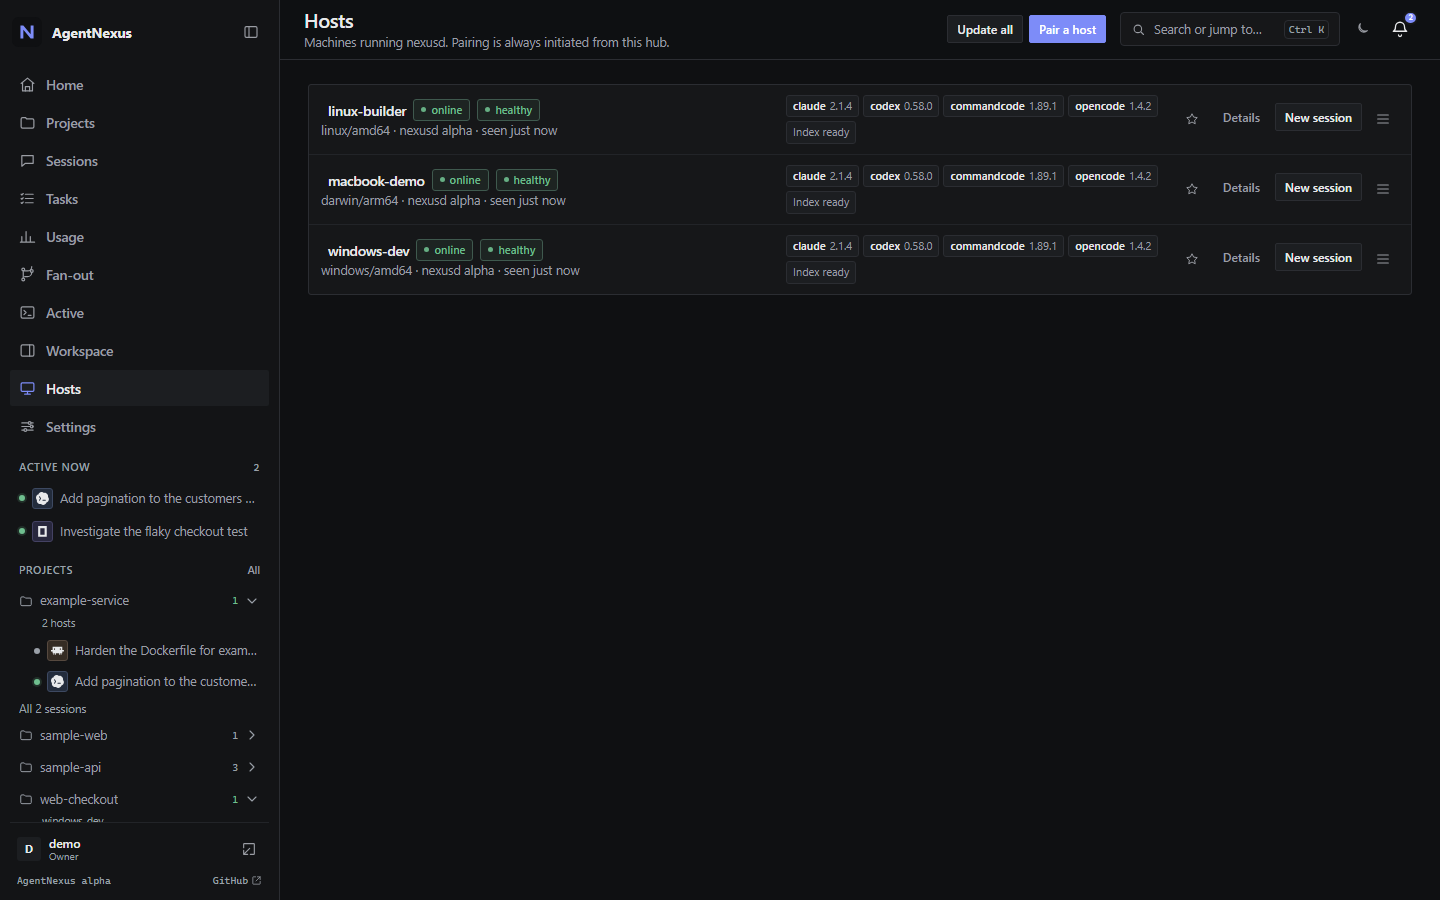 AgentNexus
Home
Projects
Sessions
Tasks
Usage
Fan-out
Active
Workspace
Hosts
Settings
ACTIVE NOW 2
Add pagination to the customers ...
Investigate the flaky checkout test
PROJECTS All
example-service 1
2 hosts
Harden the Dockerfile for exam...
Add pagination to the custome...
All 2 sessions
sample-web 1
sample-api 3
web-checkout 1
windows-dev
D demo
Owner
AgentNexus alpha GitHub
Hosts
Machines running nexusd. Pairing is always initiated from this hub.
Update all Pair a host Search or jump to... Ctrl K 2
linux-builder online healthy
linux/amd64 · nexusd alpha · seen just now
claude 2.1.4 codex 0.58.0 commandcode 1.89.1 opencode 1.4.2
Index ready
Details New session
macbook-demo online healthy
darwin/arm64 · nexusd alpha · seen just now
claude 2.1.4 codex 0.58.0 commandcode 1.89.1 opencode 1.4.2
Index ready
Details New session
windows-dev online healthy
windows/amd64 · nexusd alpha · seen just now
claude 2.1.4 codex 0.58.0 commandcode 1.89.1 opencode 1.4.2
Index ready
Details New session